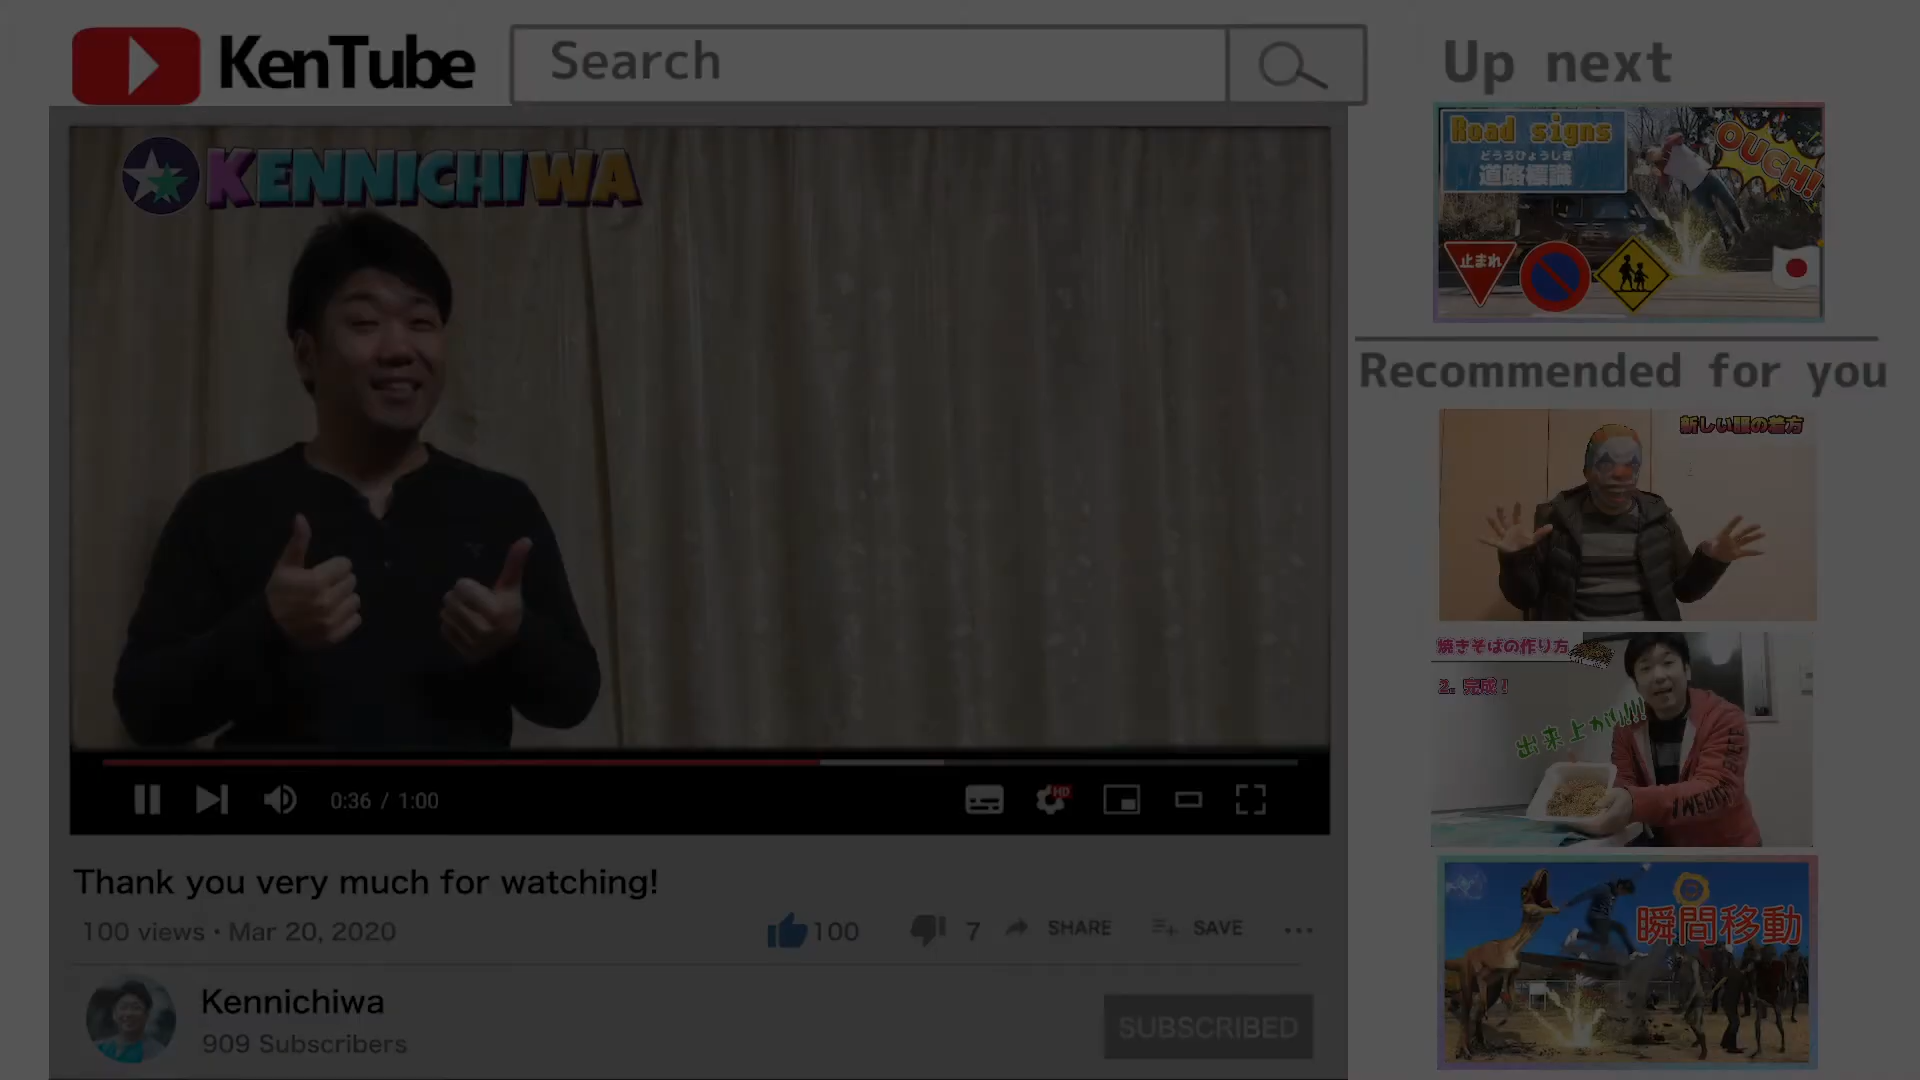 KenTube
Search
Up next
KENNICHIWA
Road signs
どうろひょうしき
道路標識
OUCH!
止まれ
Recommended for you
新しい服の着方
焼きそばの作り方
2. 完成！
出来上がり!!!!
瞬間移動
HD
0:36 / 1:00
Thank you very much for watching!
100 views • Mar 20, 2020
100
7
SHARE
SAVE
Kennichiwa
909 Subscribers
SUBSCRIBED